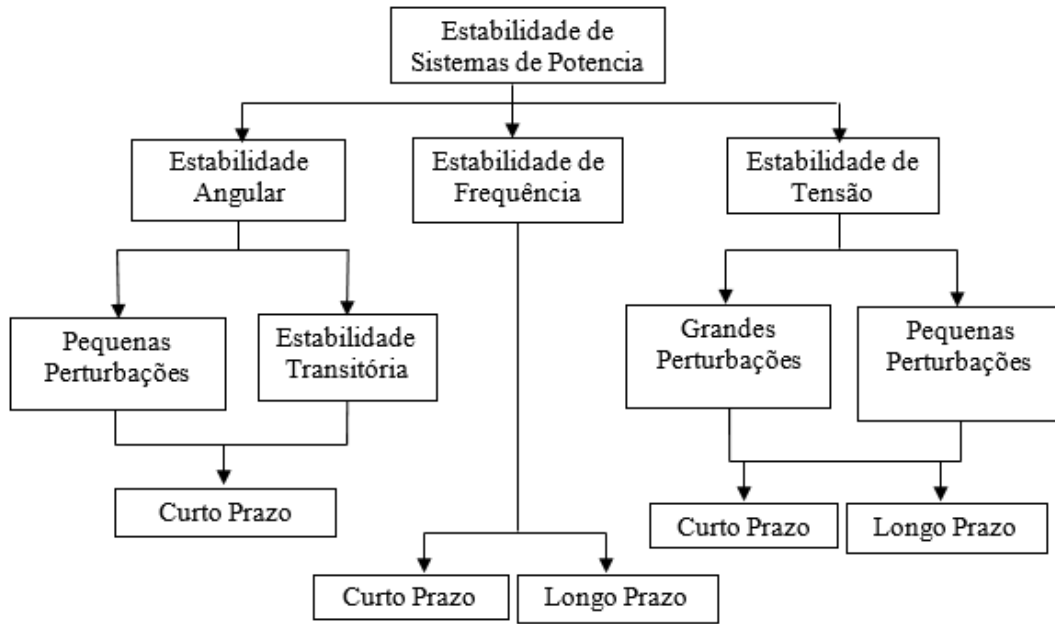 Estabilidade de
Sistemas de Potencia
Estabilidade
Angular
Estabilidade de
Frequência
Estabilidade de
Tensão
Pequenas
Perturbações
Estabilidade
Transitória
Grandes
Perturbações
Pequenas
Perturbações
Curto Prazo
Curto Prazo
Longo Prazo
Curto Prazo
Longo Prazo